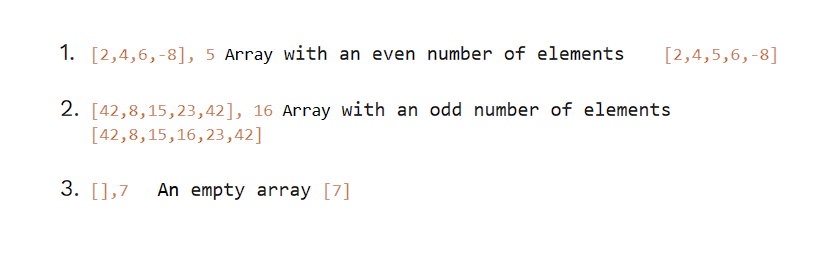 1. [2,4,6,-8], 5 Array with an even number of elements [2,4,5,6,-8]
2. [42,8,15,23,42], 16 Array with an odd number of elements
[42,8,15,16,23,42]
3. [],7 An empty array [7]